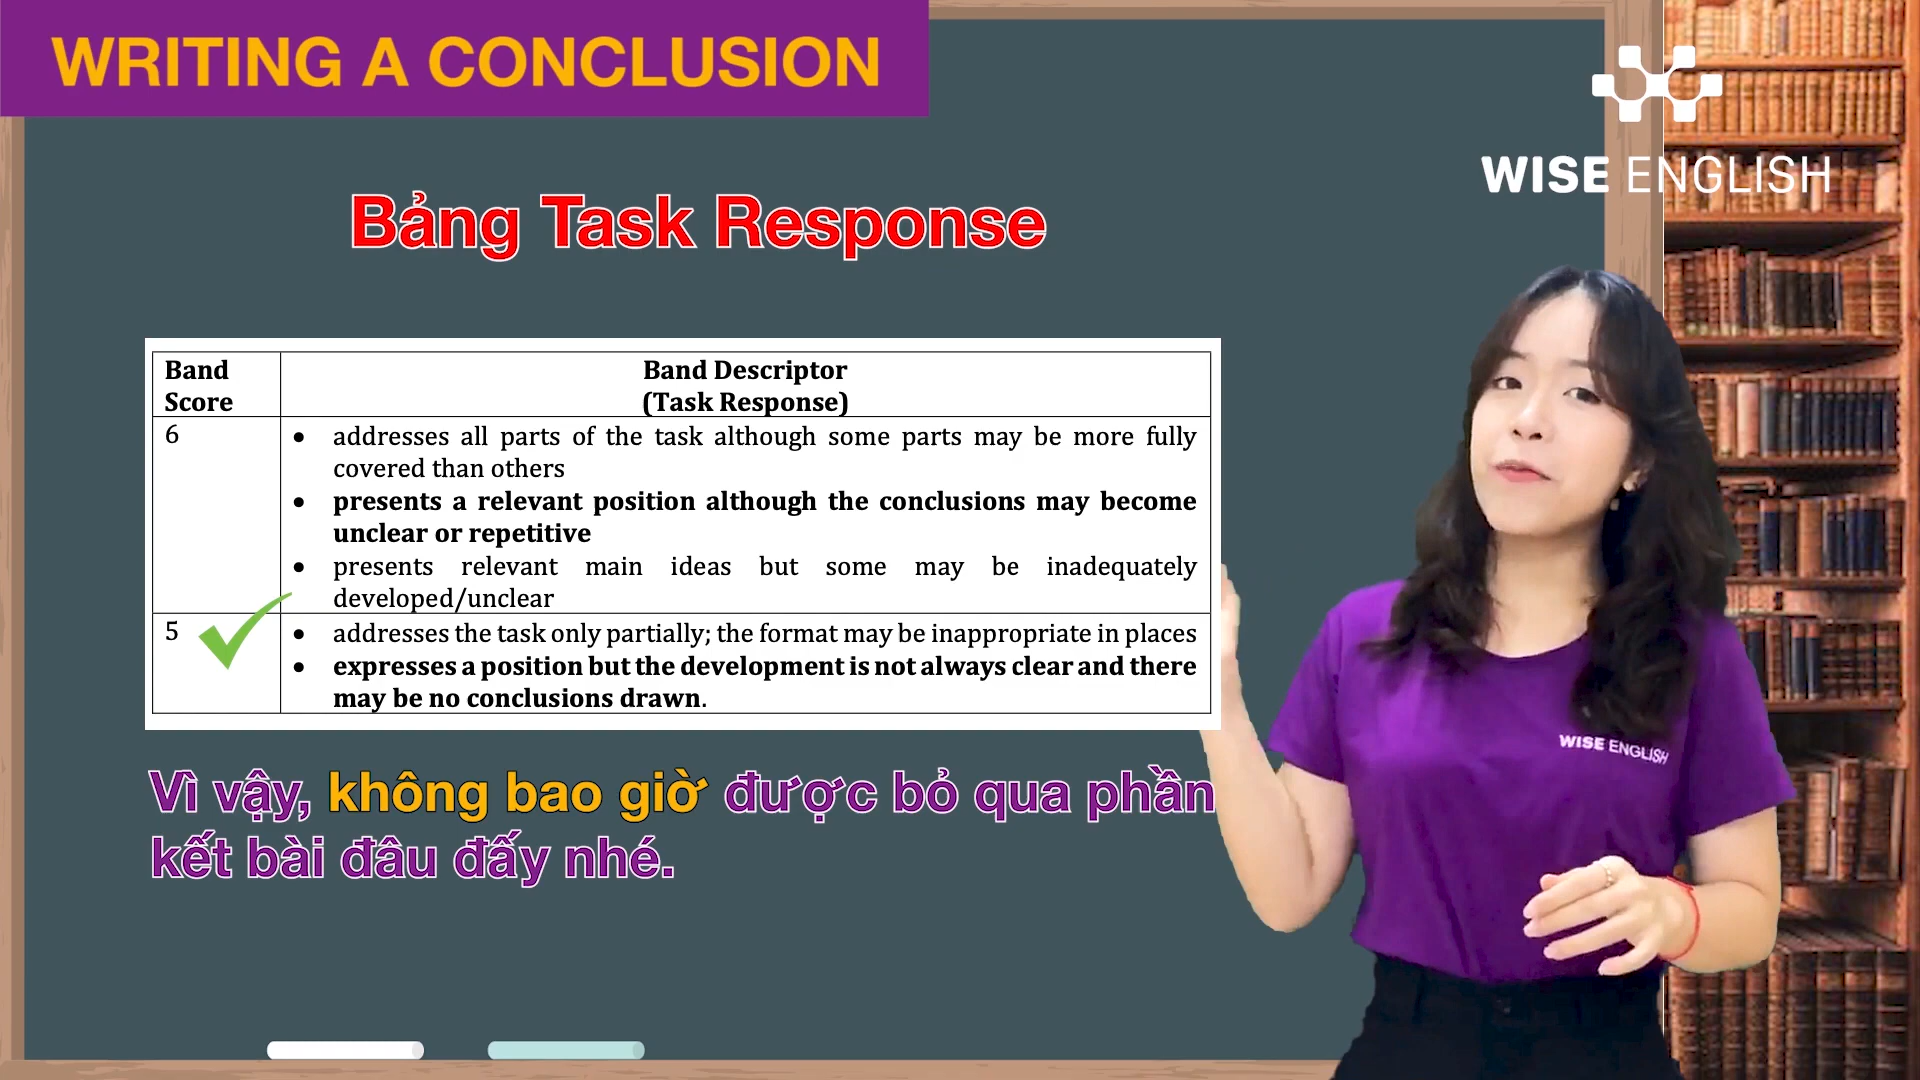 WRITING A CONCLUSION
WISE ENGLISH
Bảng Task Response
Band
Score
Band Descriptor
(Task Response)
6
• addresses all parts of the task although some parts may be more fully
covered than others
• presents a relevant position although the conclusions may become
unclear or repetitive
• presents relevant main ideas but some may be inadequately
developed/unclear
5
• addresses the task only partially; the format may be inappropriate in places
• expresses a position but the development is not always clear and there
may be no conclusions drawn.
Vì vậy, không bao giờ được bỏ qua phần
kết bài đâu đấy nhé.
WISE ENGLISH